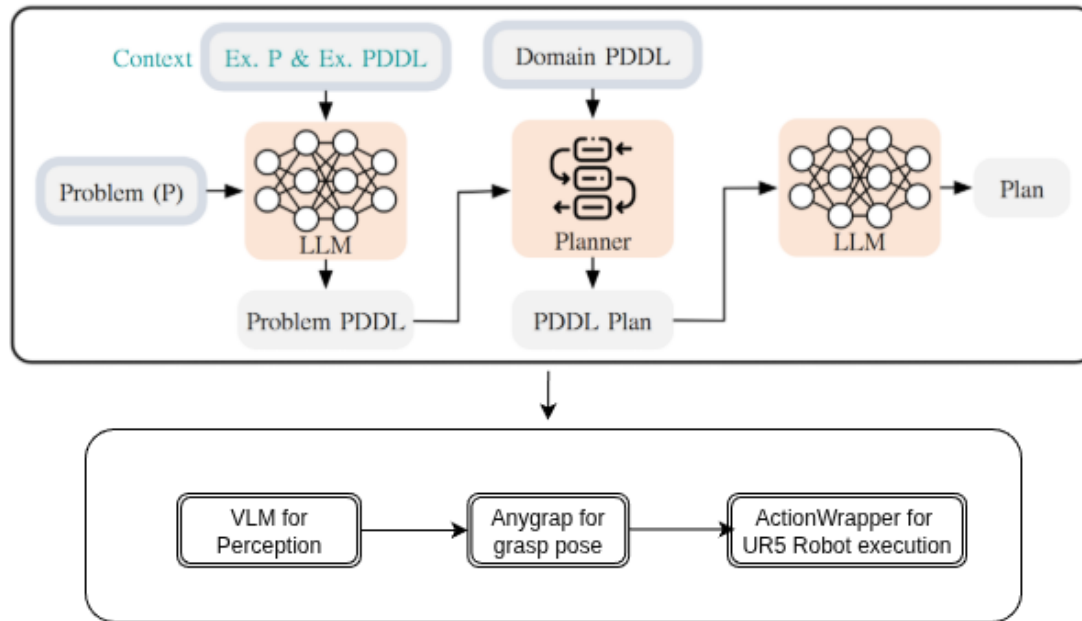 Context
Ex. P & Ex. PDDL
Domain PDDL
Problem (P)
LLM
Planner
LLM
Plan
Problem PDDL
PDDL Plan
VLM for
Perception
Anygrap for
grasp pose
ActionWrapper for
UR5 Robot execution